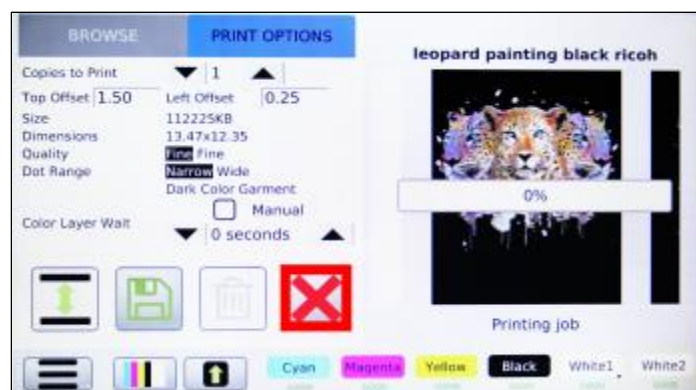 BROWSE
PRINT OPTIONS
leopard painting black ricoh
Copies to Print 1
Top Offset 1.50 Left Offset 0.25
Size 112225KB
Dimensions 13.47x12.35
Quality Fine Fine
Dot Range Narrow Wide
Dark Color Garment
Manual
Color Layer Wait 0 seconds
0%
Printing job
Cyan Magenta Yellow Black White1 White2